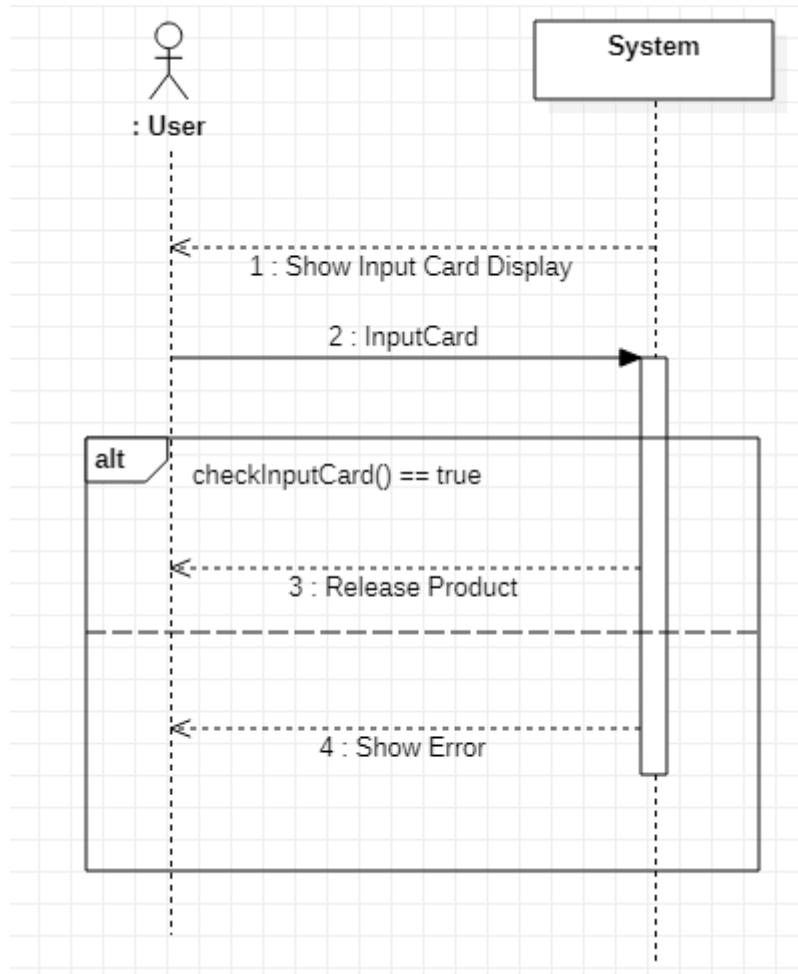 : User
System
1 : Show Input Card Display
2 : InputCard
alt
checkInputCard() == true
3 : Release Product
4 : Show Error